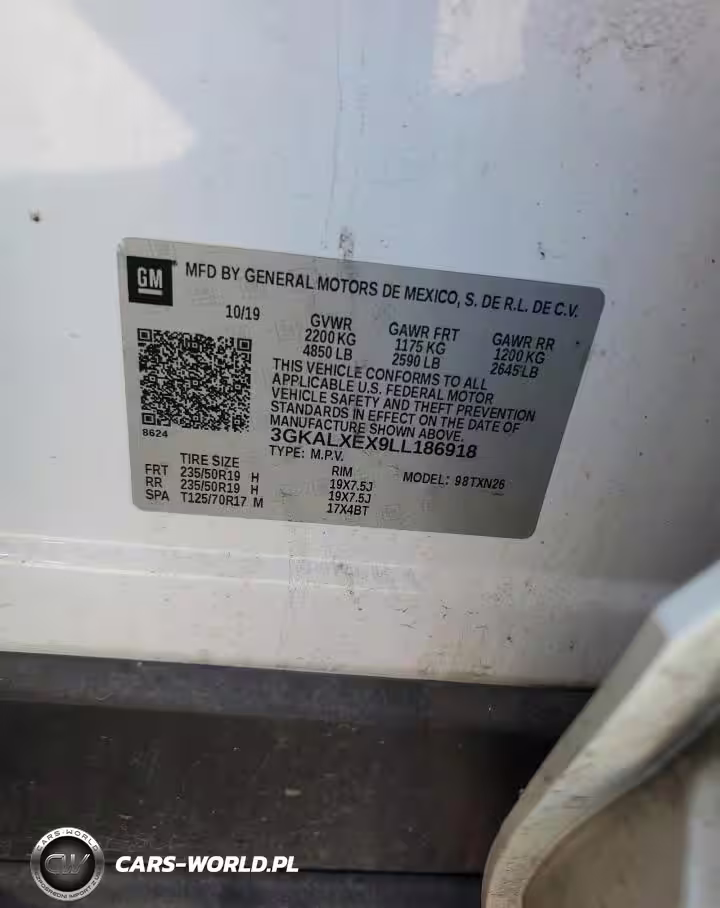 GM
MFD BY GENERAL MOTORS DE MEXICO, S. DE R.L. DE C.V.
10/19
GVWR GAWR FRT GAWR RR
2200 KG 1175 KG 1200 KG
4850 LB 2590 LB 2645 LB
THIS VEHICLE CONFORMS TO ALL
APPLICABLE U.S. FEDERAL MOTOR
VEHICLE SAFETY AND THEFT PREVENTION
STANDARDS IN EFFECT ON THE DATE OF
MANUFACTURE SHOWN ABOVE.
8624
3GKALXEX9LL186918
TYPE: M.P.V.
TIRE SIZE RIM MODEL: 98TXN26
FRT 235/50R19 H 19X7.5J
RR 235/50R19 H 19X7.5J
SPA T125/70R17 M 17X4BT
CARS-WORLD
CW
CARS-WORLD.PL